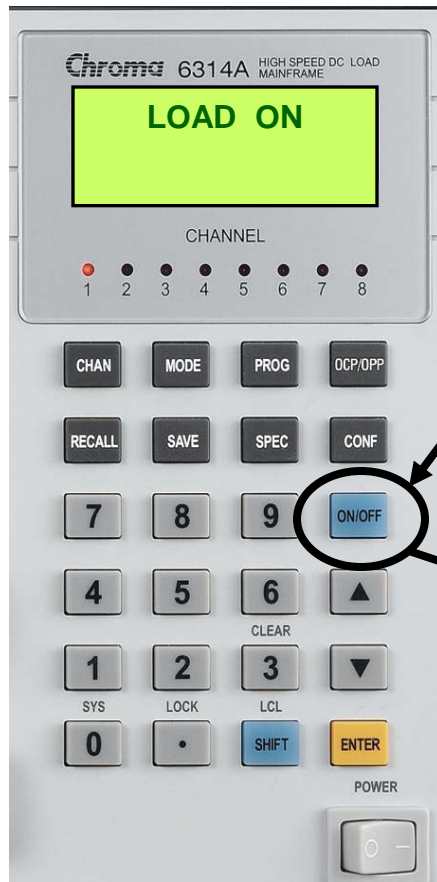 Chroma 6314A HIGH SPEED DC LOAD
MAINFRAME
LOAD ON
CHANNEL
1 2 3 4 5 6 7 8
CHAN MODE PROG OCP/OPP
RECALL SAVE SPEC CONF
7 8 9 ON/OFF
4 5 6 ▲
CLEAR
1 2 3 ▼
SYS LOCK LCL
0 • SHIFT ENTER
POWER
O –